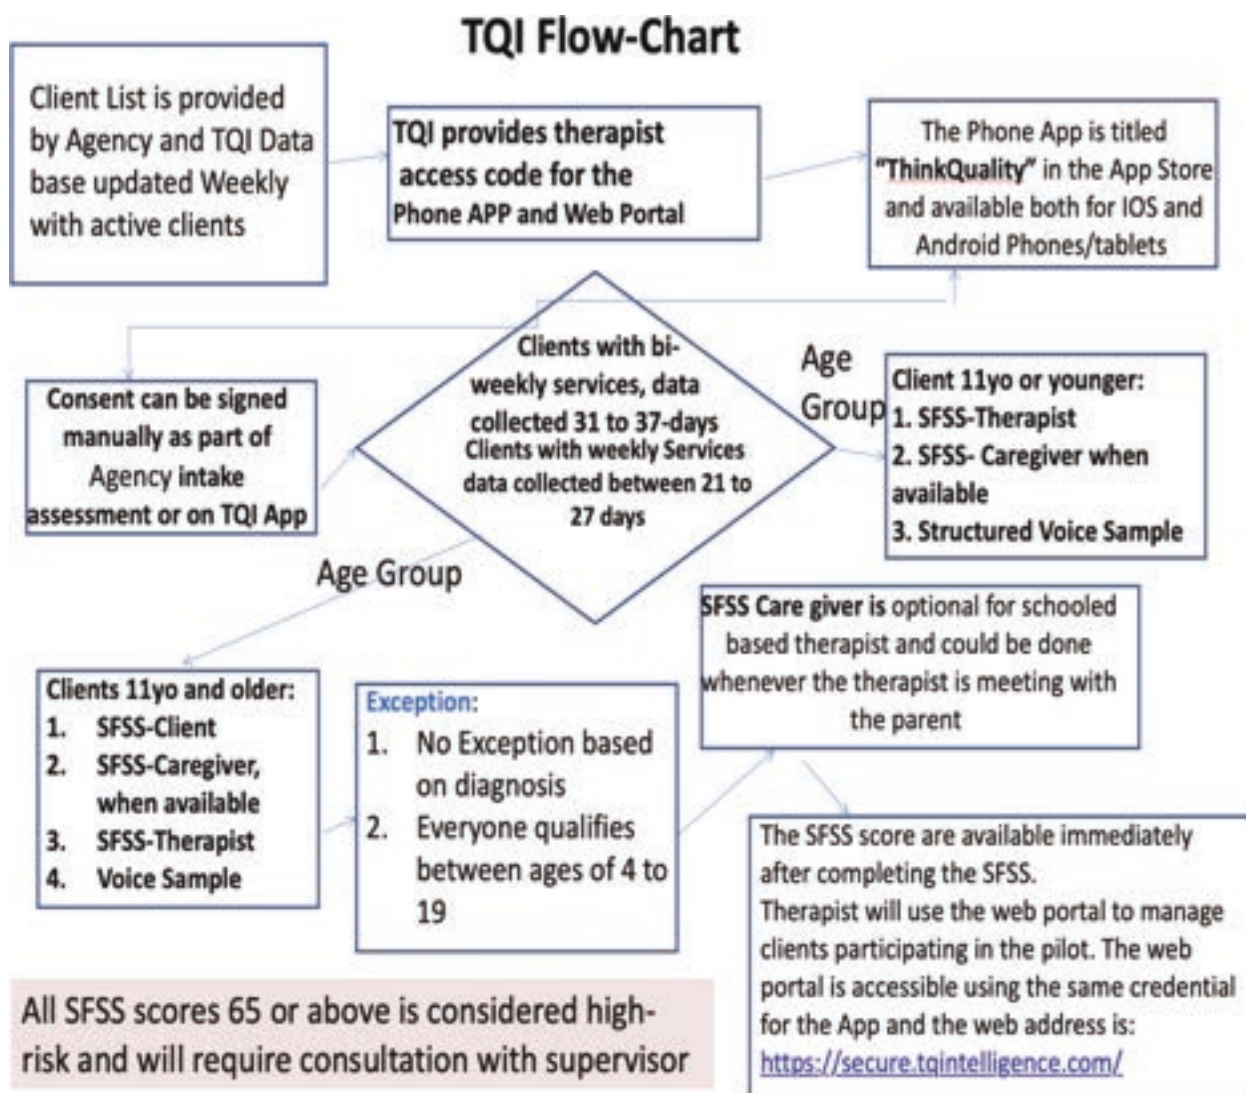 TQI Flow-Chart
Client List is provided
by Agency and TQI Data
base updated Weekly
with active clients
TQI provides therapist
access code for the
Phone APP and Web Portal
The Phone App is titled
“ThinkQuality” in the App Store
and available both for IOS and
Android Phones/tablets
Consent can be signed
manually as part of
Agency intake
assessment or on TQI App
Clients with bi-
weekly services, data
collected 31 to 37-days
Clients with weekly Services
data collected between 21 to
27 days
Age
Group
Client 11yo or younger:
1. SFSS-Therapist
2. SFSS- Caregiver when
available
3. Structured Voice Sample
Age Group
Clients 11yo and older:
1. SFSS-Client
2. SFSS-Caregiver,
when available
3. SFSS-Therapist
4. Voice Sample
Exception:
1. No Exception based
on diagnosis
2. Everyone qualifies
between ages of 4 to
19
SFSS Care giver is optional for schooled
based therapist and could be done
whenever the therapist is meeting with
the parent
The SFSS score are available immediately
after completing the SFSS.
Therapist will use the web portal to manage
clients participating in the pilot. The web
portal is accessible using the same credential
for the App and the web address is:
https://secure.tqintelligence.com/
All SFSS scores 65 or above is considered high-
risk and will require consultation with supervisor